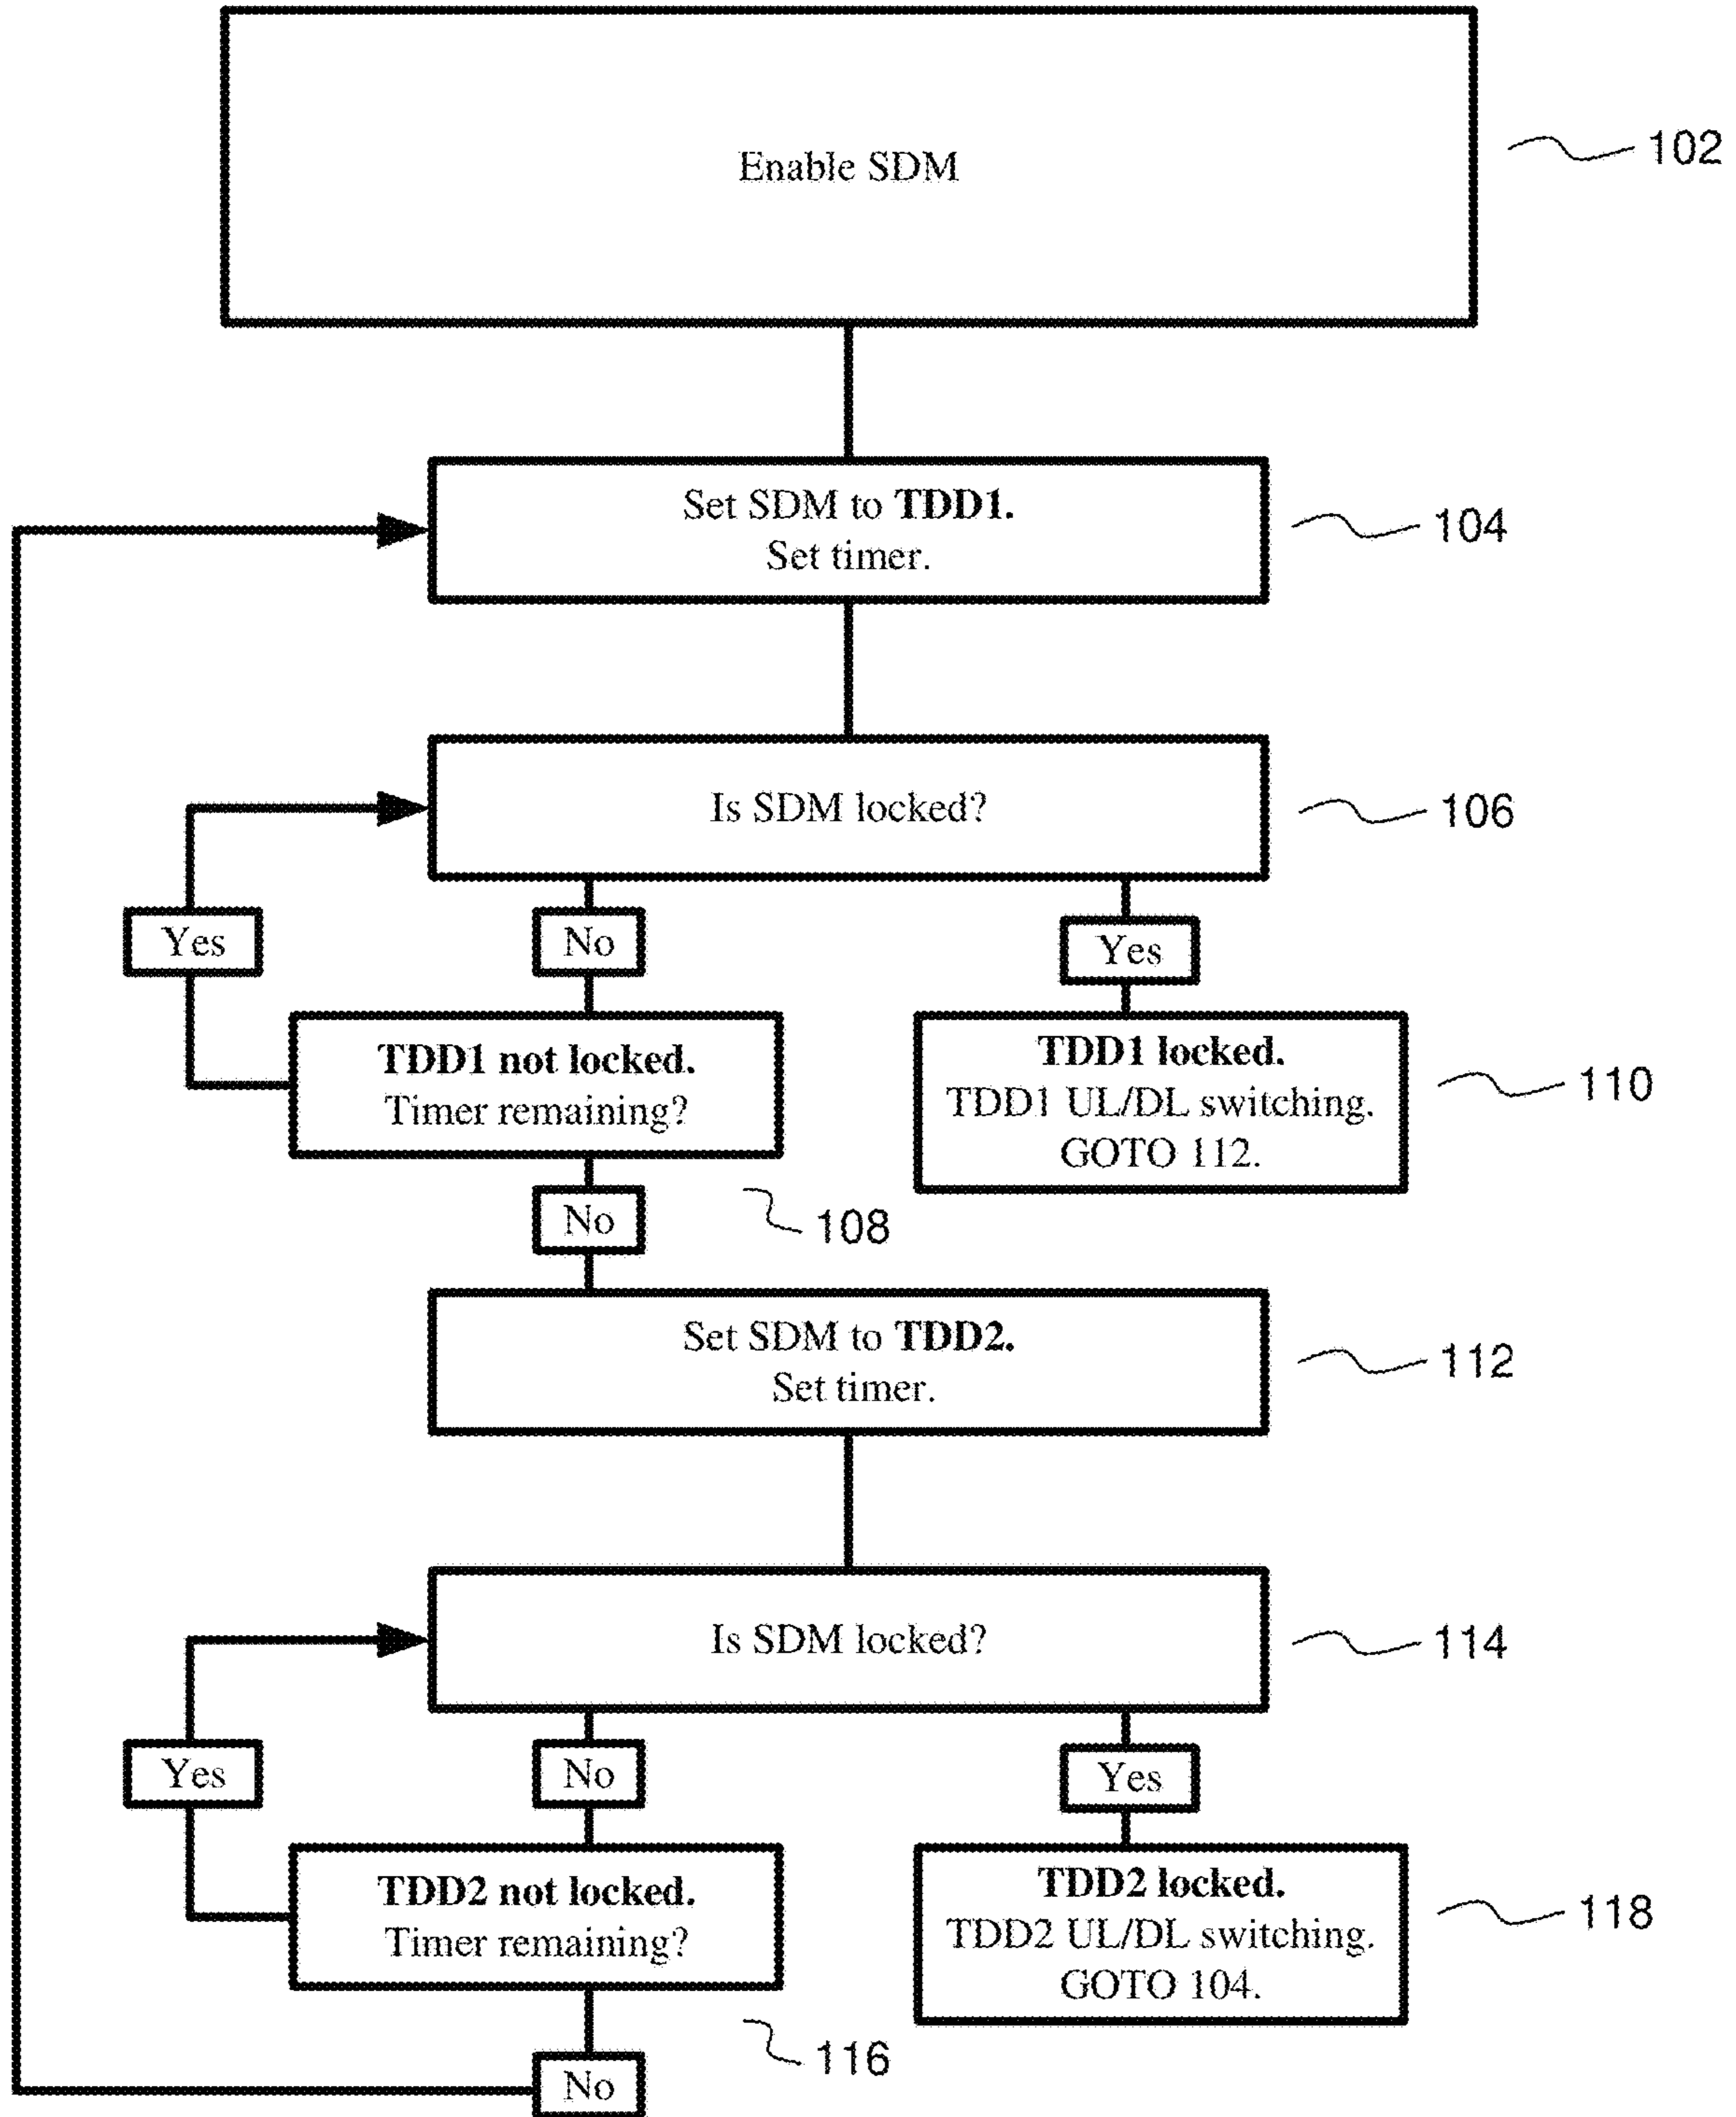 Enable SDM
102
Set SDM to TDD1.
Set timer.
104
Is SDM locked?
106
Yes
No
Yes
TDD1 not locked.
Timer remaining?
108
TDD1 locked.
TDD1 UL/DL switching.
GOTO 112.
110
No
Set SDM to TDD2.
Set timer.
112
Is SDM locked?
114
Yes
No
Yes
TDD2 not locked.
Timer remaining?
116
TDD2 locked.
TDD2 UL/DL switching.
GOTO 104.
118
No